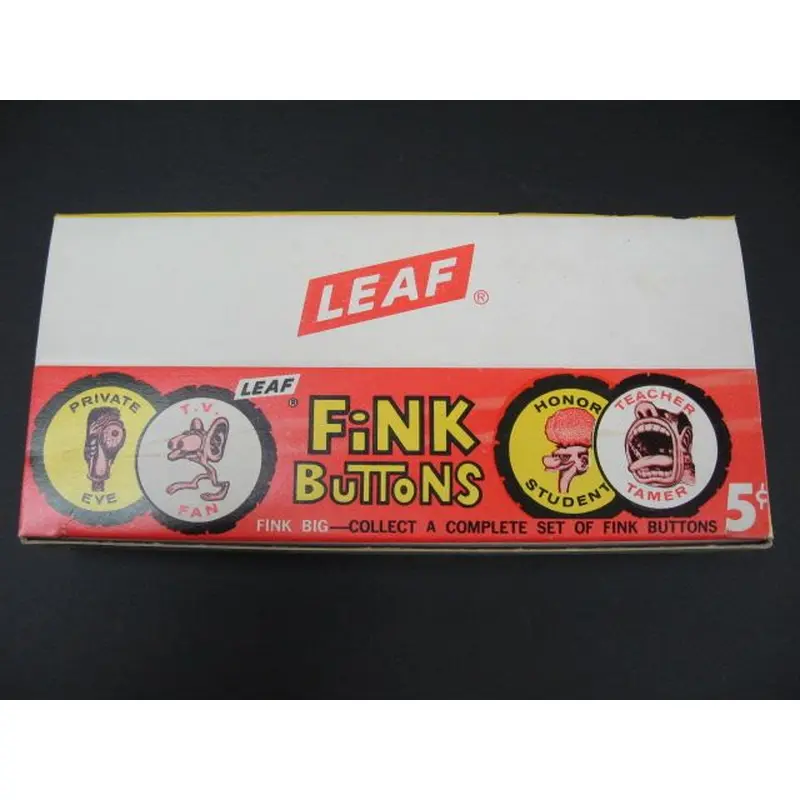 LEAF ®
LEAF ®
PRIVATE
EYE
T.V.
FAN
FiNK
BUTTONS
HONOR
STUDENT
TEACHER
TAMER
FINK BIG—COLLECT A COMPLETE SET OF FINK BUTTONS
5¢